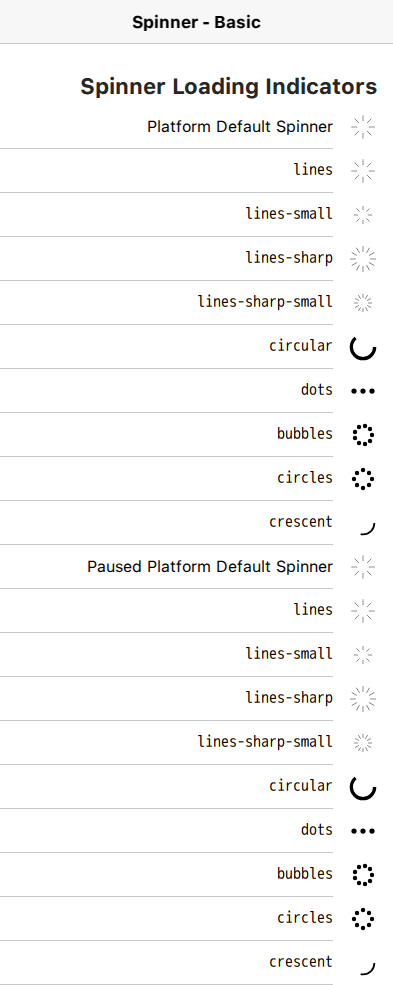 Spinner - Basic
Spinner Loading Indicators
Platform Default Spinner
lines
lines-small
lines-sharp
lines-sharp-small
circular
dots
bubbles
circles
crescent
Paused Platform Default Spinner
lines
lines-small
lines-sharp
lines-sharp-small
circular
dots
bubbles
circles
crescent